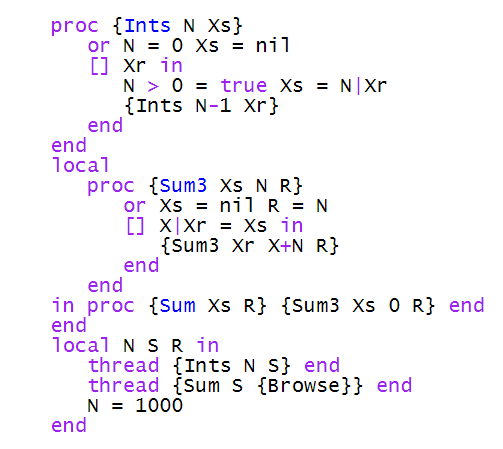 proc {Ints N Xs}
or N = 0 Xs = nil
[] Xr in
N > 0 = true Xs = N|Xr
{Ints N-1 Xr}
end
end
local
proc {Sum3 Xs N R}
or Xs = nil R = N
[] X|Xr = Xs in
{Sum3 Xr X+N R}
end
end
in proc {Sum Xs R} {Sum3 Xs 0 R} end
end
local N S R in
thread {Ints N S} end
thread {Sum S {Browse}} end
N = 1000
end